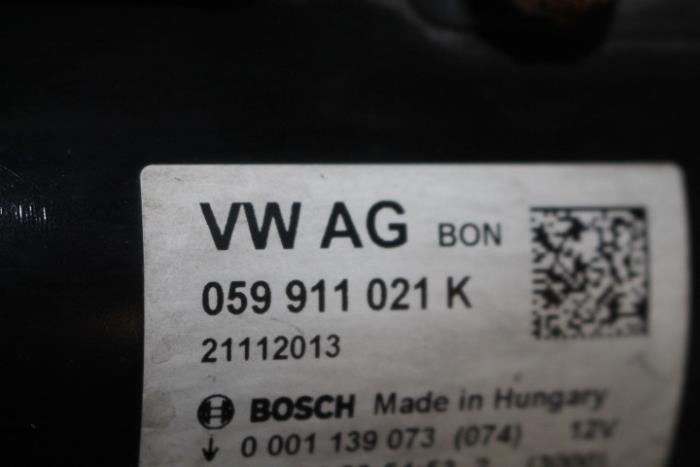 VW AG BON
059 911 021 K
21112013
BOSCH Made in Hungary
↓ 0 001 139 073 (074) 12V